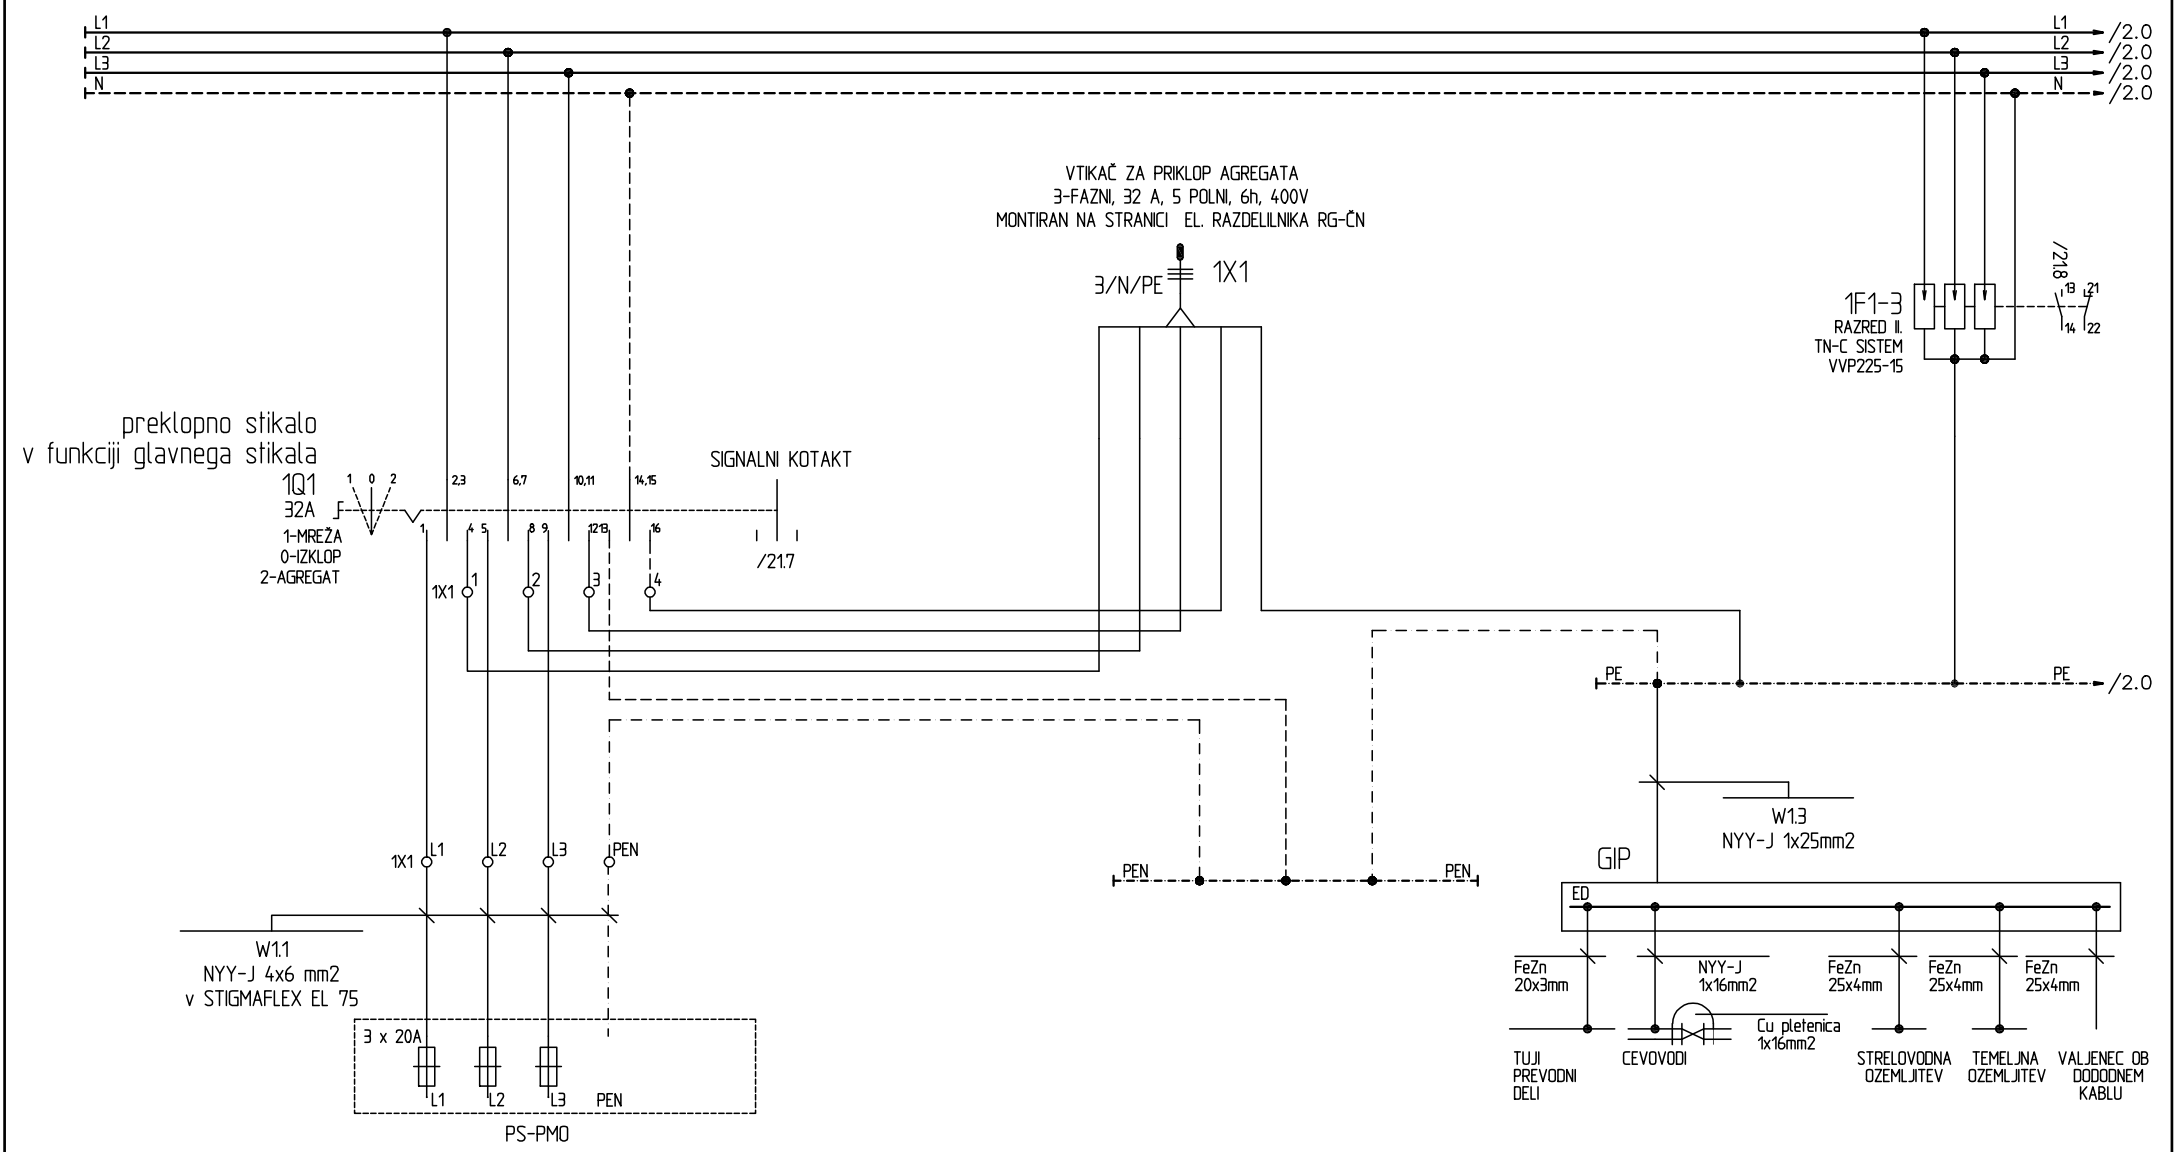 L1 L1 /2.0
L2 L2 /2.0
L3 L3 /2.0
N N /2.0
VTIKAČ ZA PRIKLOP AGREGATA
3-FAZNI, 32 A, 5 POLNI, 6h, 400V
MONTIRAN NA STRANICI EL. RAZDELILNIKA RG-ČN
3/N/PE 1X1
/21.8
13 21
14 22
1F1-3
RAZRED II.
TN-C SISTEM
VVP225-15
preklopno stikalo
v funkciji glavnega stikala
1Q1
32A
1-MREŽA
0-IZKLOP
2-AGREGAT
1 0 2
2,3 6,7 10,11 14,15
SIGNALNI KOTAKT
1 4 5 8 9 12 13 16
/21.7
1X1 1 2 3 4
PE PE /2.0
W1.3
NYY-J 1x25mm2
1X1 L1 L2 L3 PEN
PEN PEN
GIP
ED
W1.1
NYY-J 4x6 mm2
v STIGMAFLEX EL 75
3 x 20A
L1 L2 L3 PEN
PS-PMO
FeZn
20x3mm
NYY-J
1x16mm2
FeZn
25x4mm
FeZn
25x4mm
FeZn
25x4mm
Cu pletenica
1x16mm2
TUJI
PREVODNI
DELI
CEVOVODI
STRELOVODNA
OZEMLJITEV
TEMELJNA
OZEMLJITEV
VALJENEC OB
DODODNEM
KABLU